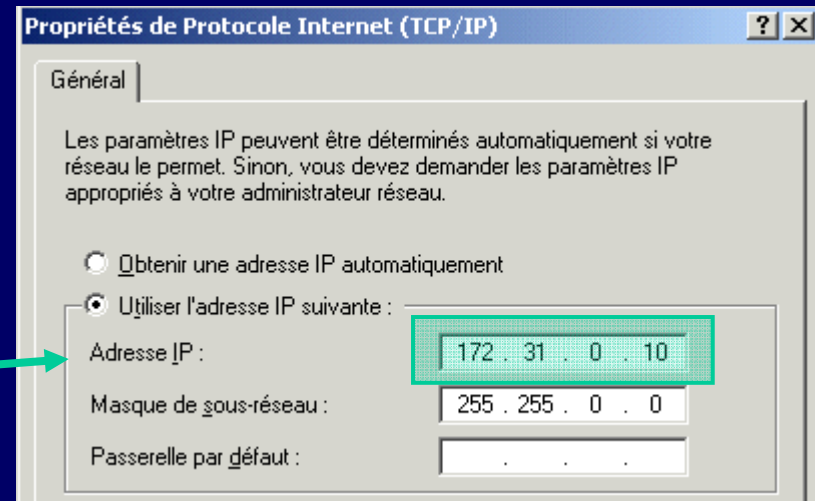 Propriétés de Protocole Internet (TCP/IP)
Général
Les paramètres IP peuvent être déterminés automatiquement si votre
réseau le permet. Sinon, vous devez demander les paramètres IP
appropriés à votre administrateur réseau.
Obtenir une adresse IP automatiquement
Utiliser l'adresse IP suivante :
Adresse IP : 172 . 31 . 0 . 10
Masque de sous-réseau : 255 . 255 . 0 . 0
Passerelle par défaut : . . .